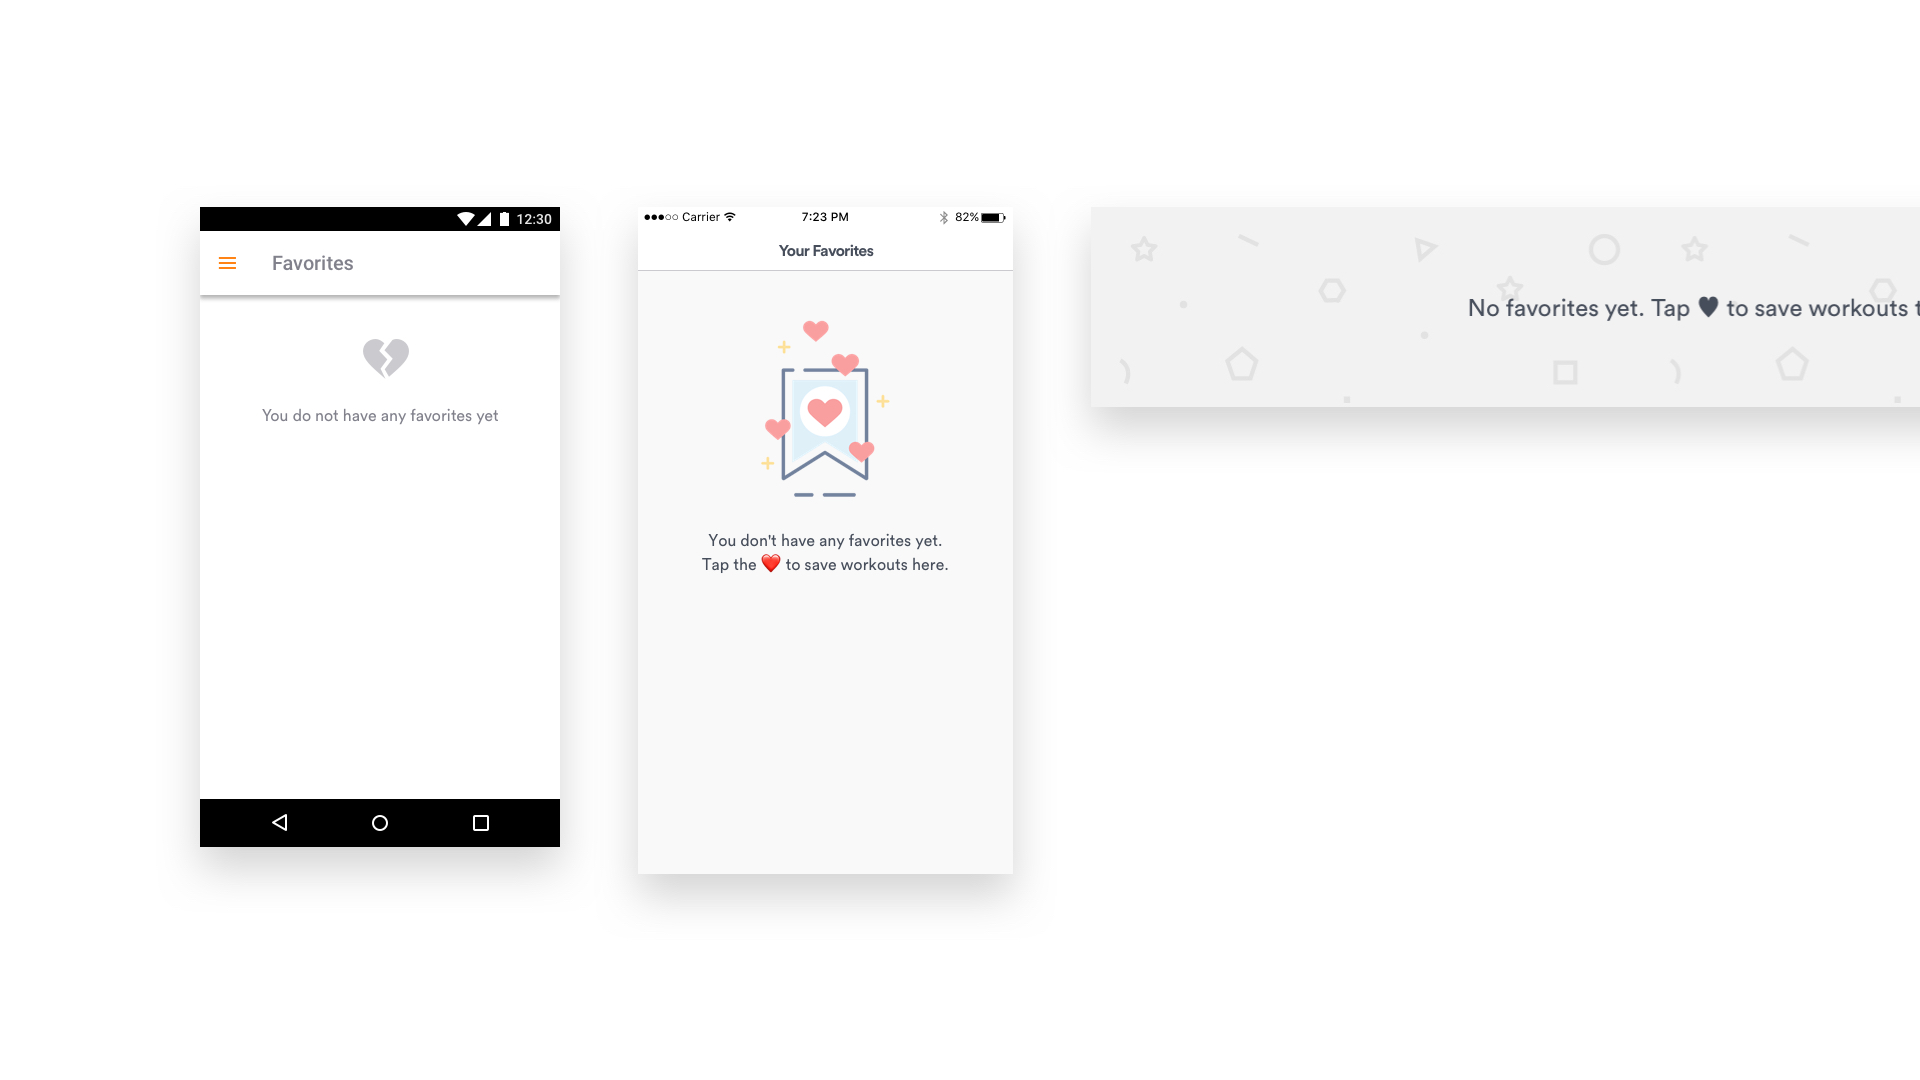 12:30
Favorites
You do not have any favorites yet
Carrier 7:23 PM 82%
Your Favorites
You don't have any favorites yet.
Tap the ❤️ to save workouts here.
No favorites yet. Tap ♥ to save workouts